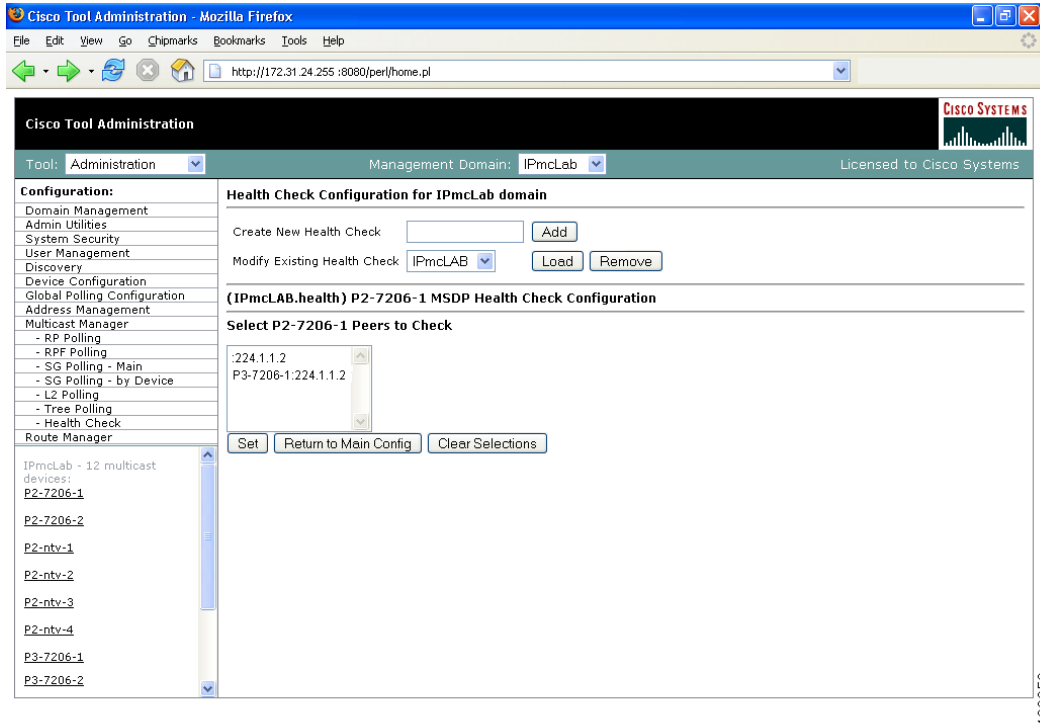 Cisco Tool Administration - Mozilla Firefox
File Edit View Go Chipmarks Bookmarks Tools Help
http://172.31.24.255 :8080/perl/home.pl
Cisco Tool Administration
CISCO SYSTEMS
Tool: Administration Management Domain: IPmcLab Licensed to Cisco Systems
Configuration:
Domain Management
Admin Utilities
System Security
User Management
Discovery
Device Configuration
Global Polling Configuration
Address Management
Multicast Manager
- RP Polling
- RPF Polling
- SG Polling - Main
- SG Polling - by Device
- L2 Polling
- Tree Polling
- Health Check
Route Manager
IPmcLab - 12 multicast
devices:
P2-7206-1
P2-7206-2
P2-ntv-1
P2-ntv-2
P2-ntv-3
P2-ntv-4
P3-7206-1
P3-7206-2
Health Check Configuration for IPmcLab domain
Create New Health Check Add
Modify Existing Health Check IPmcLAB Load Remove
(IPmcLAB.health) P2-7206-1 MSDP Health Check Configuration
Select P2-7206-1 Peers to Check
:224.1.1.2
P3-7206-1:224.1.1.2
Set Return to Main Config Clear Selections